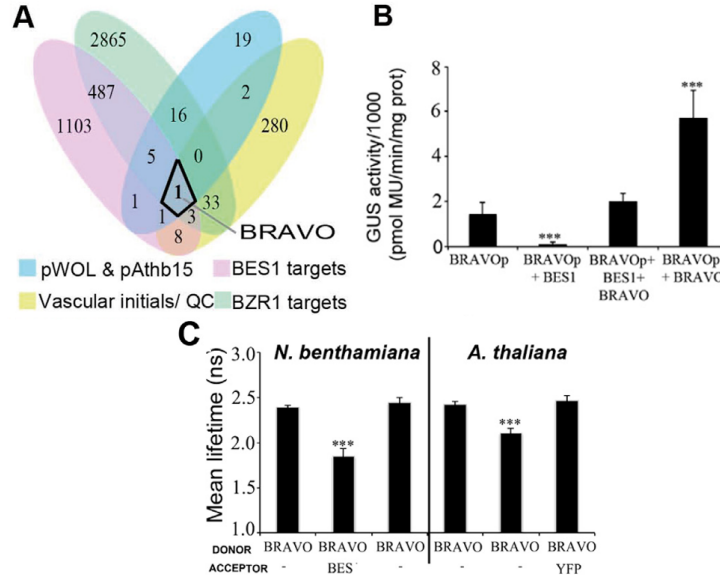 A
2865
19
487
2
1103
16
280
5
0
1
1
33
1
3
8
BRAVO
pWOL & pAthb15
BES1 targets
Vascular initials/ QC
BZR1 targets
B
GUS activity/1000
(pmol MU/min/mg prot)
8
6
4
2
0
***
***
BRAVOp
BRAVOp
+ BES1
BRAVOp+
BES1+
BRAVO
BRAVOp
+ BRAVO
C
N. benthamiana
A. thaliana
Mean lifetime (ns)
3.0
2.5
2.0
1.5
1.0
***
***
DONOR BRAVO BRAVO BRAVO BRAVO BRAVO BRAVO
ACCEPTOR - BES - - - YFP